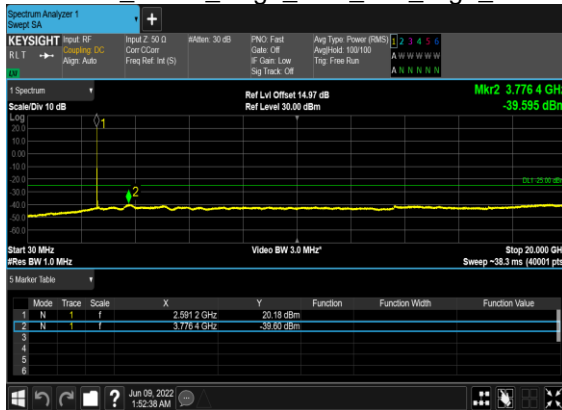 Spectrum Analyzer 1
Swept SA
+
KEYSIGHT Input: RF Input Z: 50 Ω #Atten: 30 dB PNO: Fast Avg Type: Power (RMS) 1 2 3 4 5 6
RLT Coupling: DC Corr CCorr Gate: Off Avg|Hold: 100/100 A W W W W W
Align: Auto Freq Ref: Int (S) IF Gain: Low Trig: Free Run
Sig Track: Off A N N N N N
1 Spectrum Ref Lvl Offset 14.97 dB Mkr2 3.776 4 GHz
Scale/Div 10 dB Ref Level 30.00 dBm -39.595 dBm
Log
20.0
10.0
0.00
-10.0
-20.0
-30.0
-40.0
-50.0
-60.0
1
2
DL1 -25.00 dBm
Start 30 MHz Video BW 3.0 MHz* Stop 20.000 GHz
#Res BW 1.0 MHz Sweep ~38.3 ms (40001 pts)
5 Marker Table
Mode Trace Scale X Y Function Function Width Function Value
1 N 1 f 2.591 2 GHz 20.18 dBm
2 N 1 f 3.776 4 GHz -39.60 dBm
3
4
5
6
? Jun 09, 2022
1:52:38 AM